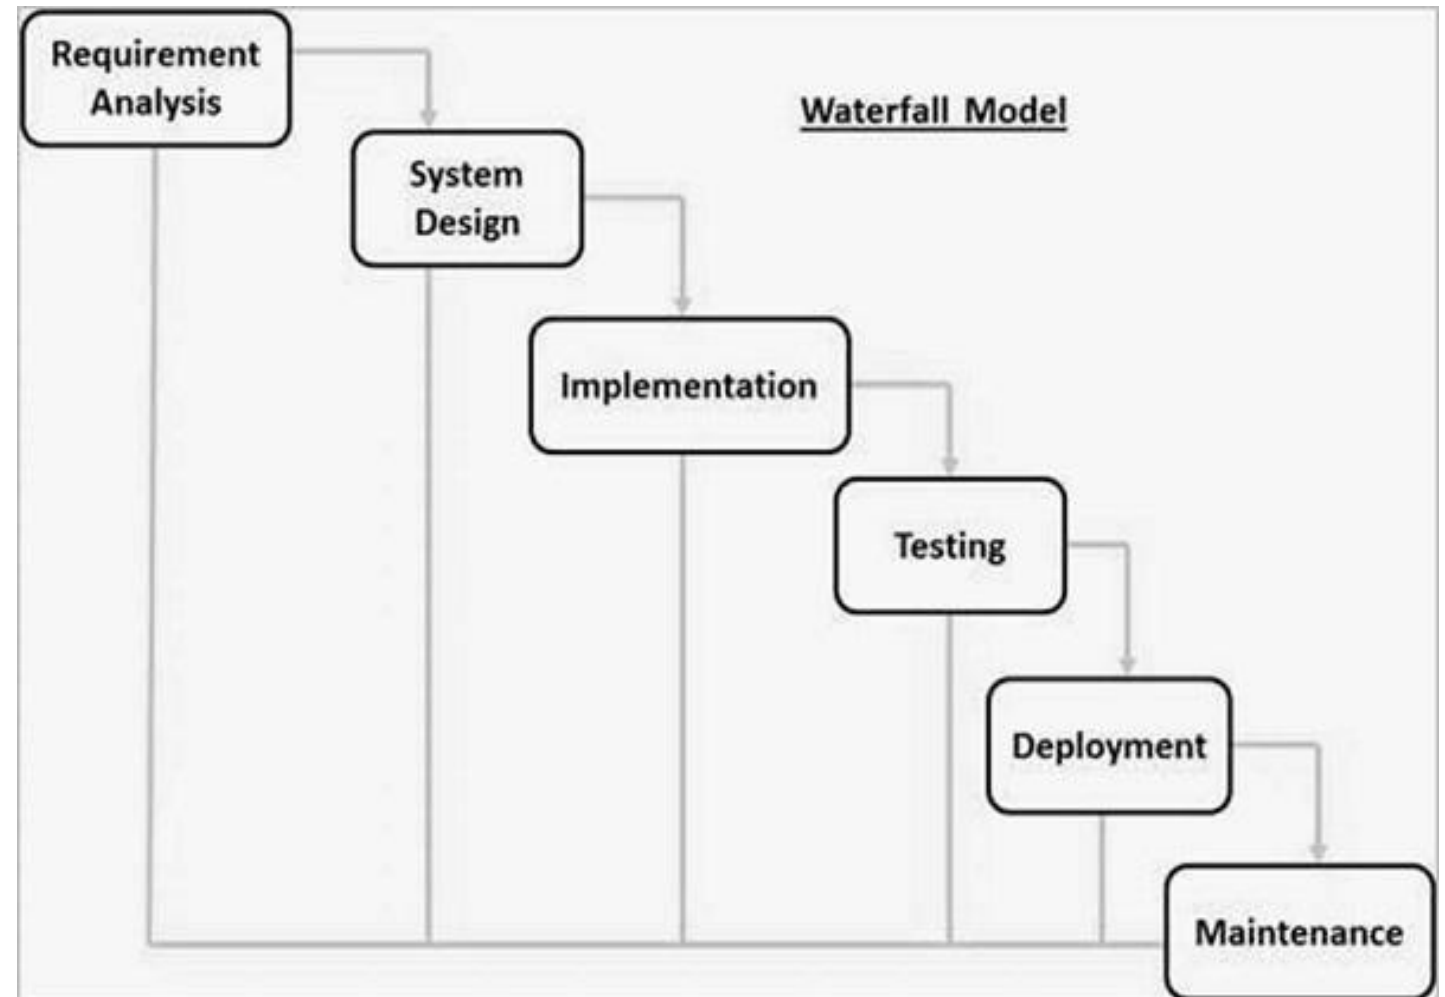 Requirement
Analysis
Waterfall Model
System
Design
Implementation
Testing
Deployment
Maintenance